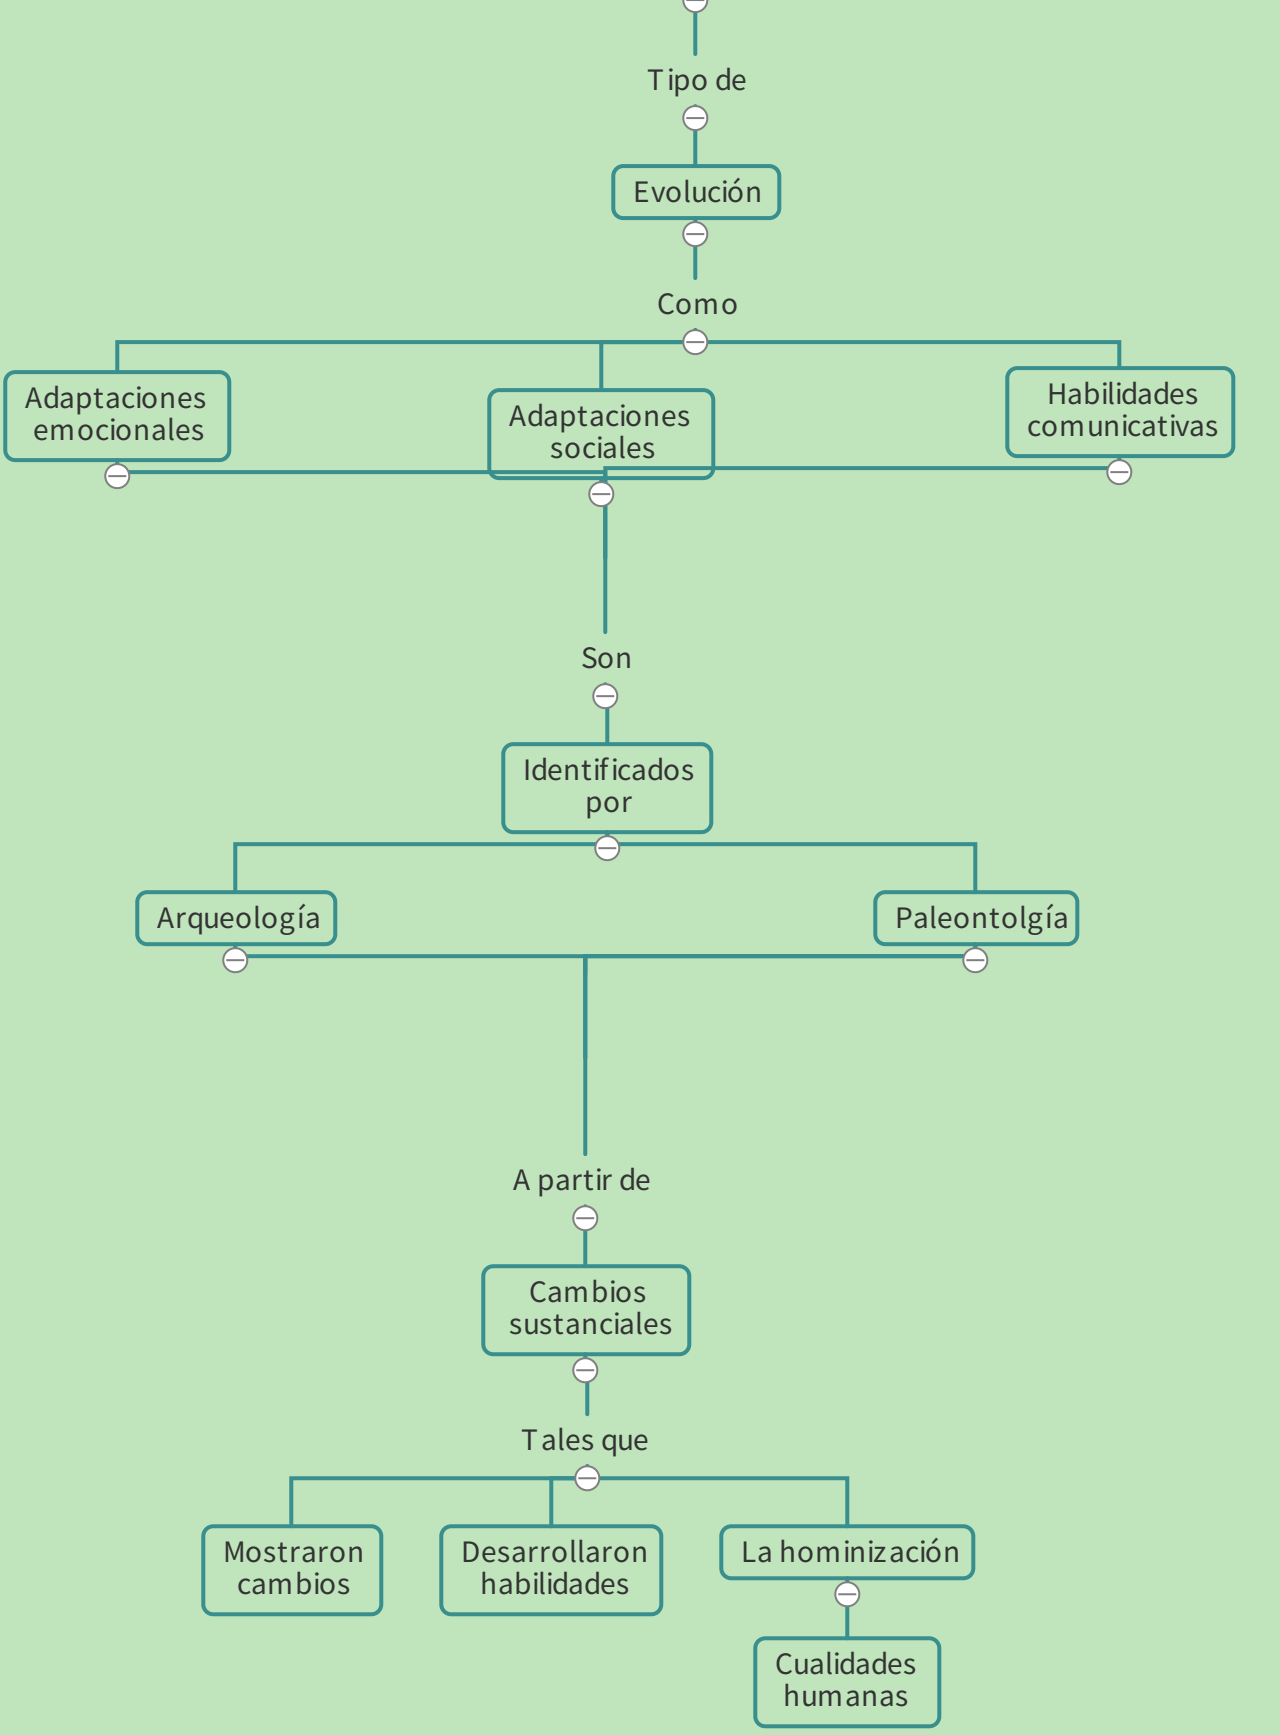 Tipo de
Evolución
Como
Adaptaciones
emocionales
Adaptaciones
sociales
Habilidades
comunicativas
Son
Identificados
por
Arqueología
Paleontolgía
A partir de
Cambios
sustanciales
Tales que
Mostraron
cambios
Desarrollaron
habilidades
La hominización
Cualidades
humanas